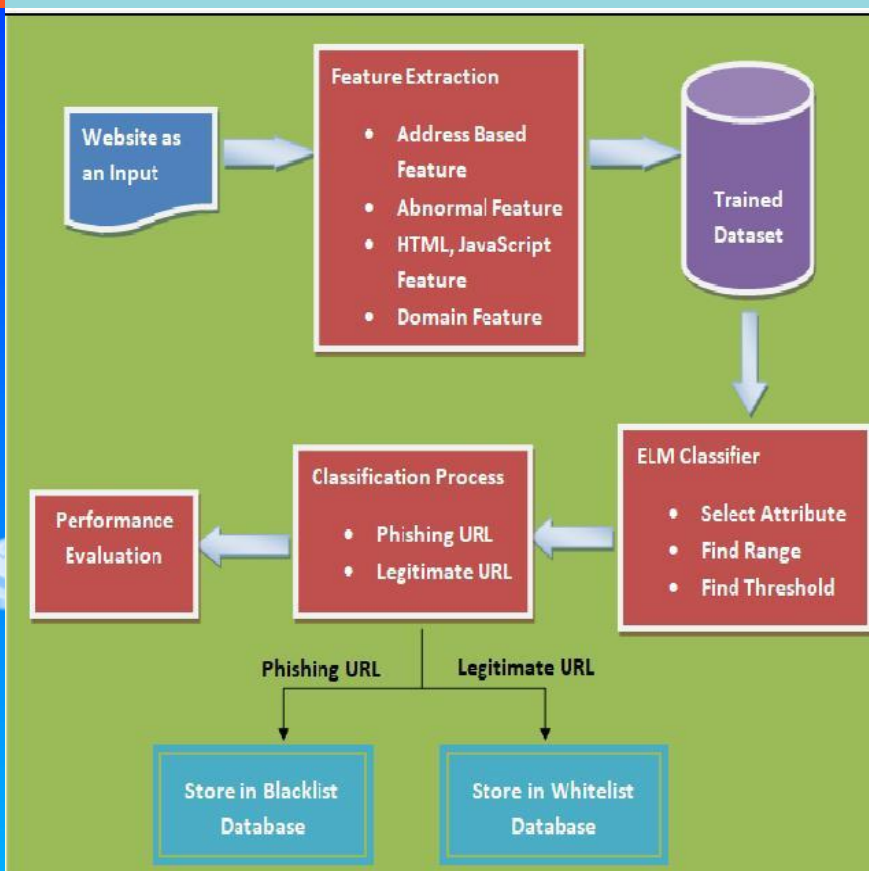 Website as
an Input
Feature Extraction
• Address Based
Feature
• Abnormal Feature
• HTML, JavaScript
Feature
• Domain Feature
Trained
Dataset
ELM Classifier
• Select Attribute
• Find Range
• Find Threshold
Classification Process
• Phishing URL
• Legitimate URL
Performance
Evaluation
Phishing URL
Legitimate URL
Store in Blacklist
Database
Store in Whitelist
Database